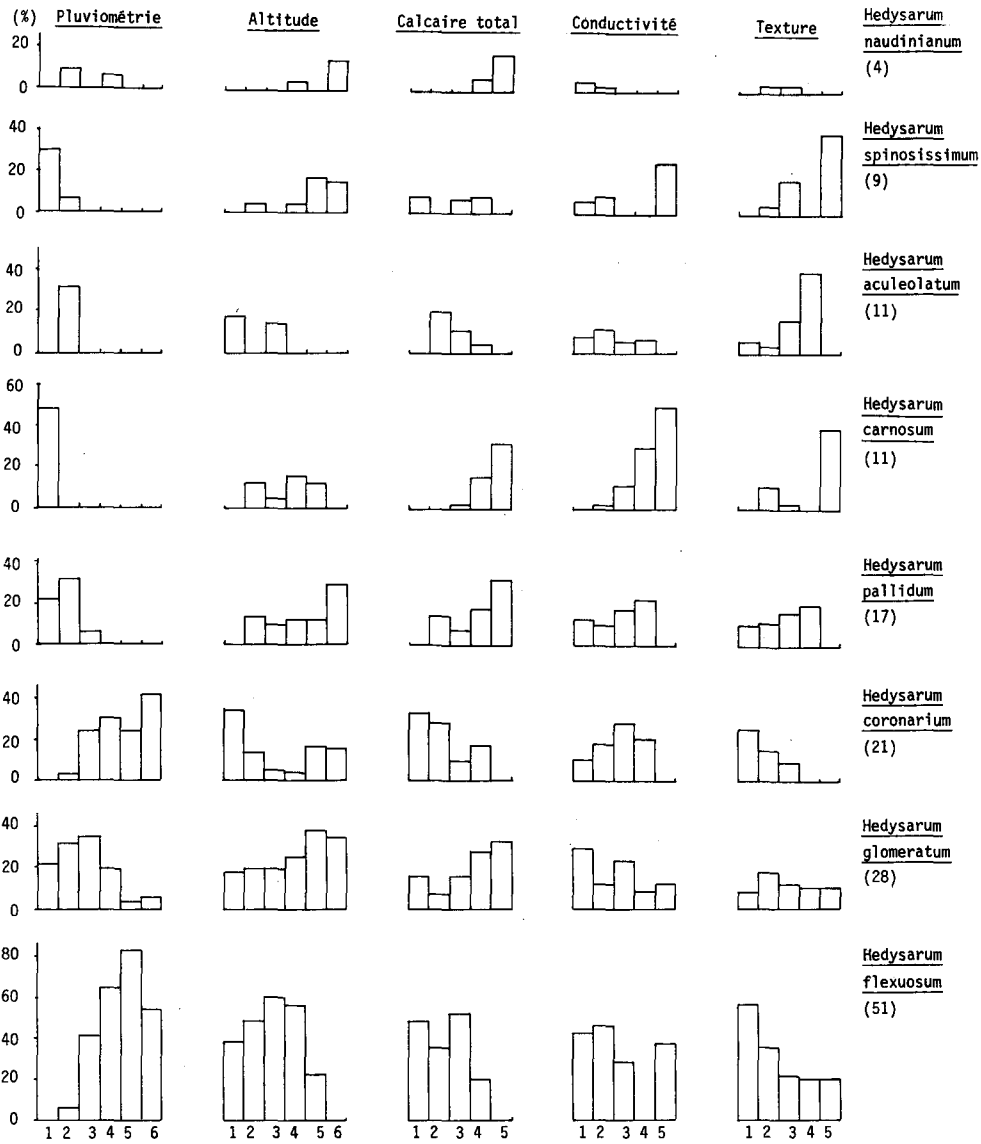 (%) Pluviométrie Altitude Calcaire total Conductivité Texture
20
0
Hedysarum
naudinianum
(4)
40
20
0
Hedysarum
spinosissimum
(9)
40
20
0
Hedysarum
aculeolatum
(11)
60
40
20
0
Hedysarum
carnosum
(11)
40
20
0
Hedysarum
pallidum
(17)
40
20
0
Hedysarum
coronarium
(21)
40
20
0
Hedysarum
glomeratum
(28)
80
60
40
20
0
Hedysarum
flexuosum
(51)
1 2 3 4 5 6 1 2 3 4 5 6 1 2 3 4 5 1 2 3 4 5 1 2 3 4 5